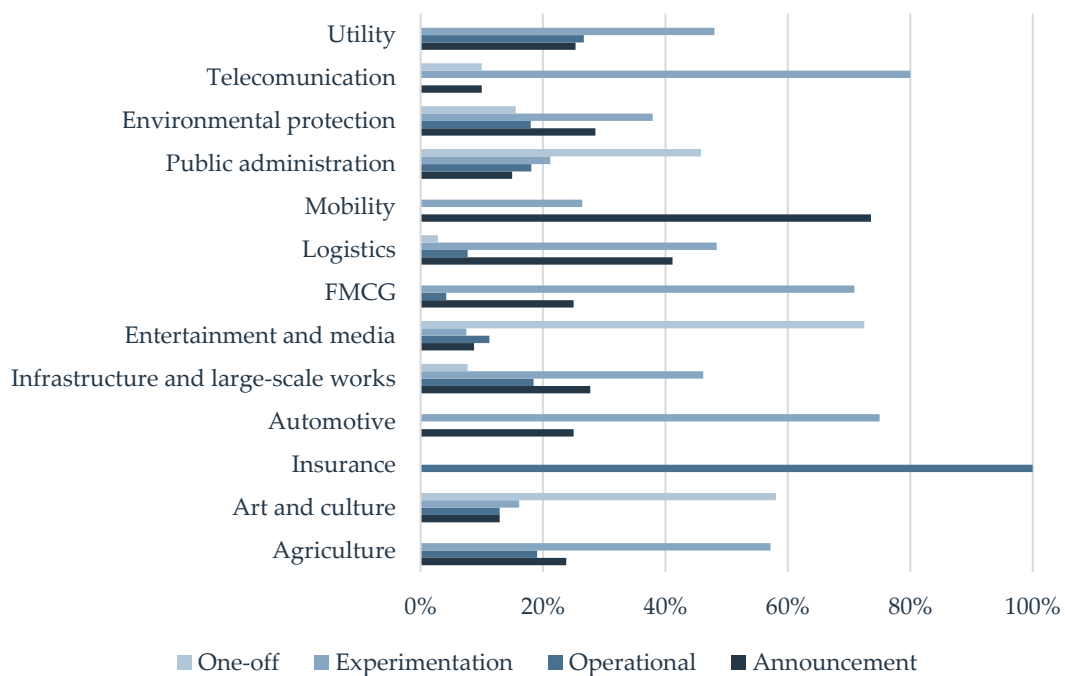 Utility
Telecomunication
Environmental protection
Public administration
Mobility
Logistics
FMCG
Entertainment and media
Infrastructure and large-scale works
Automotive
Insurance
Art and culture
Agriculture
0% 20% 40% 60% 80% 100%
One-off Experimentation Operational Announcement